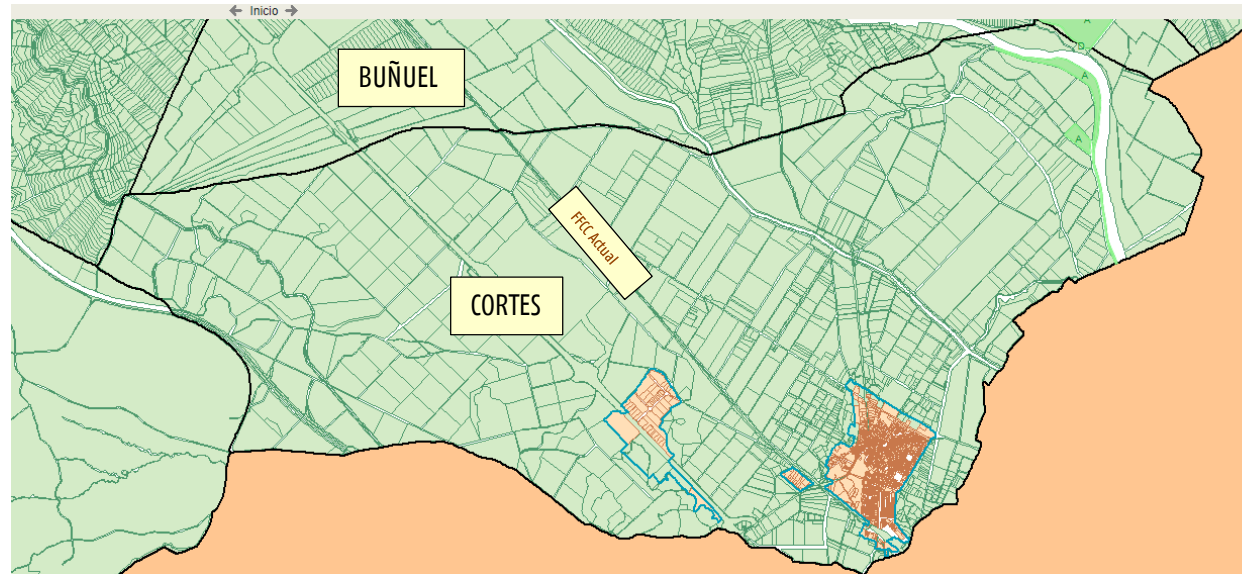 Inicio
A
BUÑUEL
D
A
A
FFCC Actual
CORTES